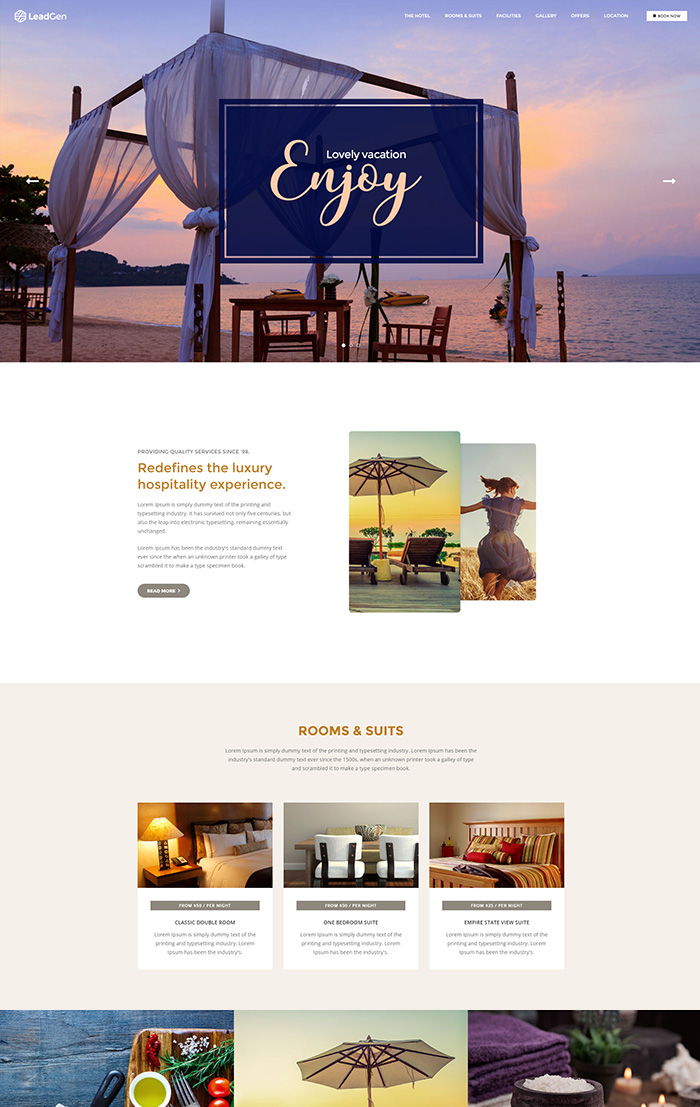 LeadGen
THE HOTEL ROOMS & SUITS FACILITIES GALLERY OFFERS LOCATION BOOK NOW
Lovely vacation
Enjoy
PROVIDING QUALITY SERVICES SINCE '98.
Redefines the luxury
hospitality experience.
Lorem Ipsum is simply dummy text of the printing and
typesetting industry. It has survived not only five centuries, but
also the leap into electronic typesetting, remaining essentially
unchanged.
Lorem Ipsum has been the industry's standard dummy text
ever since the when an unknown printer took a galley of type
and scrambled it to make a type specimen book.
READ MORE
ROOMS & SUITS
Lorem Ipsum is simply dummy text of the printing and typesetting industry. Lorem Ipsum has been the
industry's standard dummy text ever since the 1500s, when an unknown printer took a galley of type
and scrambled it to make a type specimen book.
FROM $50 / PER NIGHT
CLASSIC DOUBLE ROOM
Lorem Ipsum is simply dummy text of the
printing and typesetting industry. Lorem
Ipsum has been the industry's.
FROM $30 / PER NIGHT
ONE BEDROOM SUITE
Lorem Ipsum is simply dummy text of the
printing and typesetting industry. Lorem
Ipsum has been the industry's.
FROM $25 / PER NIGHT
EMPIRE STATE VIEW SUITE
Lorem Ipsum is simply dummy text of the
printing and typesetting industry. Lorem
Ipsum has been the industry's.